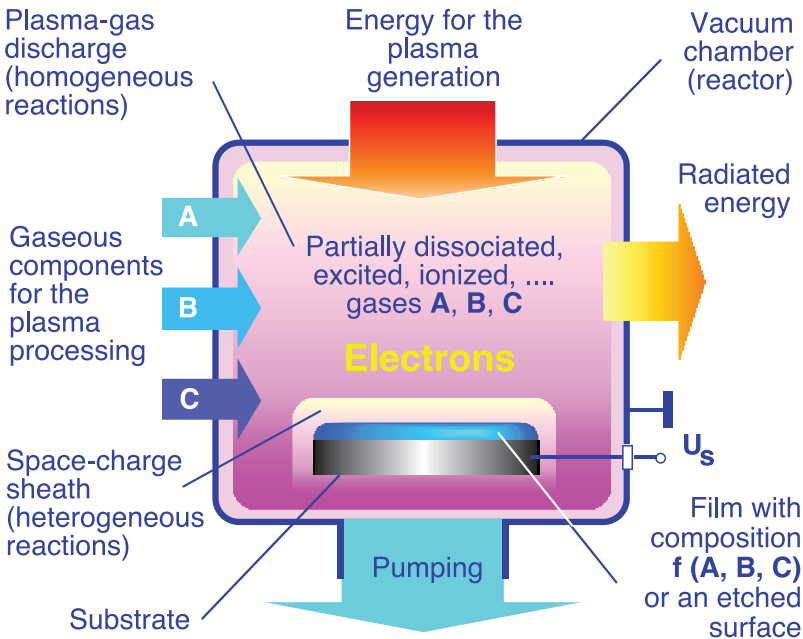 Plasma-gas
discharge
(homogeneous
reactions)
Energy for the
plasma
generation
Vacuum
chamber
(reactor)
Radiated
energy
A
Gaseous
components
for the
plasma
processing
B
C
Partially dissociated,
excited, ionized, ....
gases A, B, C
Electrons
Us
Space-charge
sheath
(heterogeneous
reactions)
Film with
composition
f (A, B, C)
or an etched
surface
Pumping
Substrate